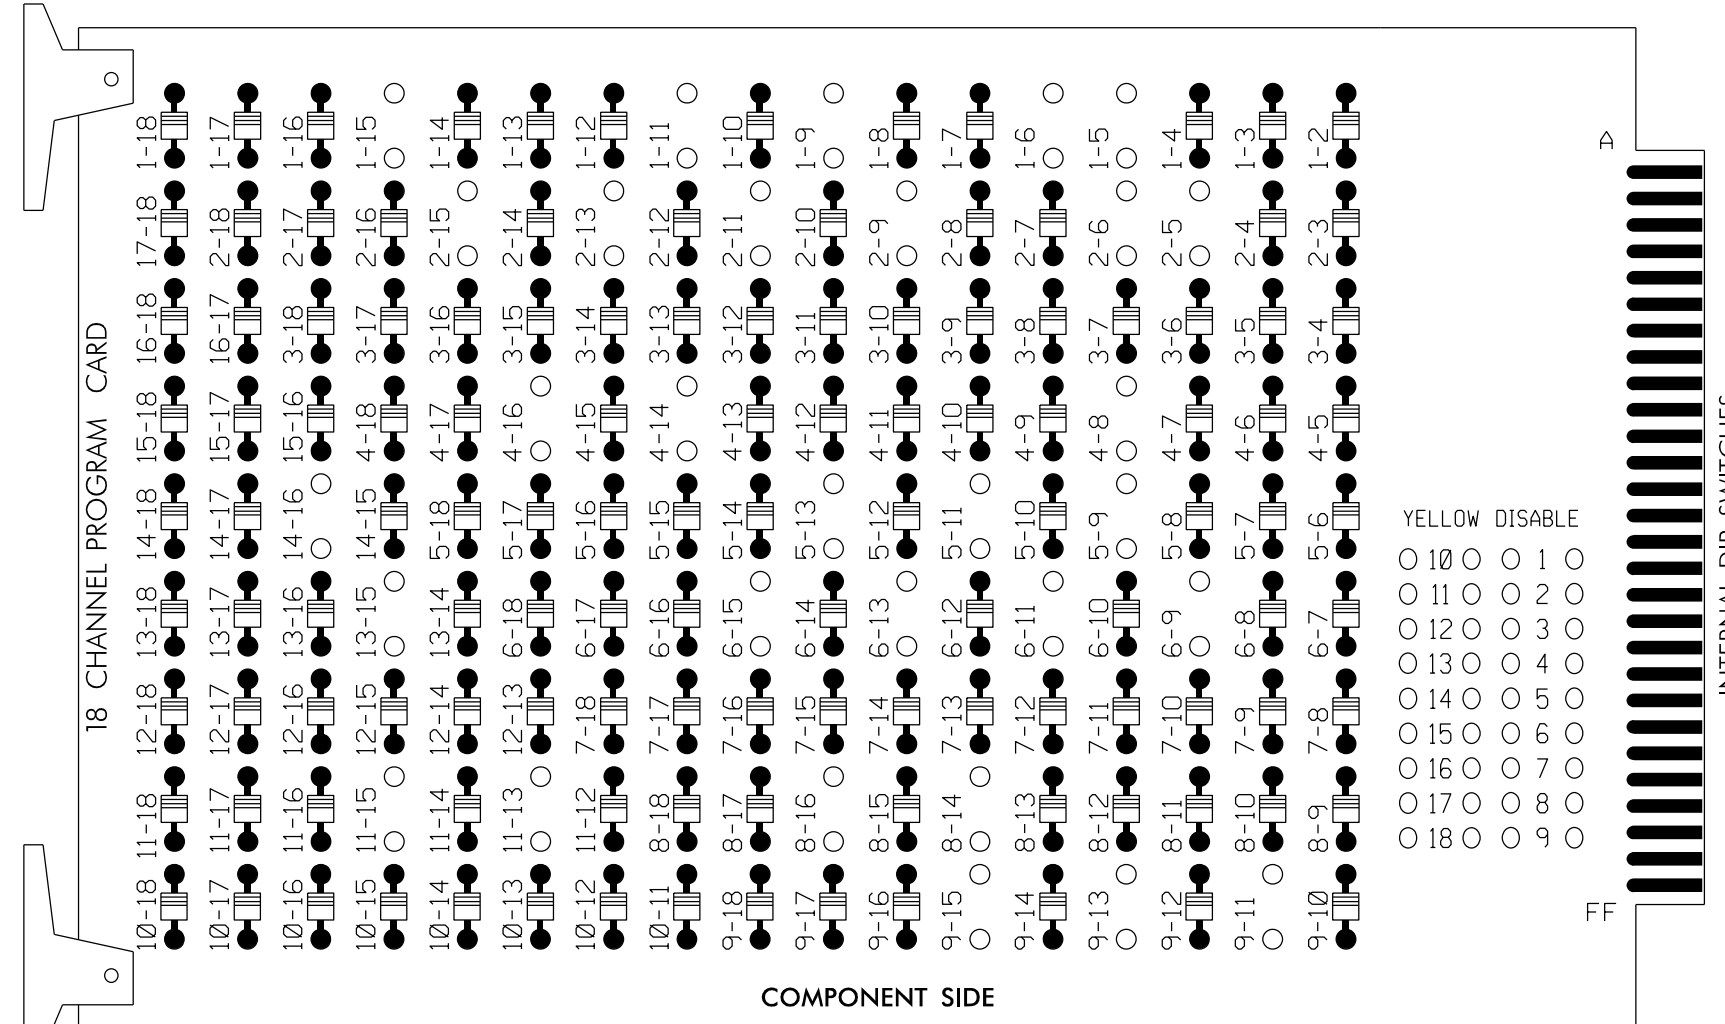 1-18 1-17 1-16 1-15 1-14 1-13 1-12 1-11 1-10 1-9 1-8 1-7 1-6 1-5 1-4 1-3 1-2
17-18 2-18 2-17 2-16 2-15 2-14 2-13 2-12 2-11 2-10 2-9 2-8 2-7 2-6 2-5 2-4 2-3
16-18 16-17 3-18 3-17 3-16 3-15 3-14 3-13 3-12 3-11 3-10 3-9 3-8 3-7 3-6 3-5 3-4
15-18 15-17 15-16 4-18 4-17 4-16 4-15 4-14 4-13 4-12 4-11 4-10 4-9 4-8 4-7 4-6 4-5
14-18 14-17 14-16 14-15 5-18 5-17 5-16 5-15 5-14 5-13 5-12 5-11 5-10 5-9 5-8 5-7 5-6
13-18 13-17 13-16 13-15 13-14 6-18 6-17 6-16 6-15 6-14 6-13 6-12 6-11 6-10 6-9 6-8 6-7
12-18 12-17 12-16 12-15 12-14 12-13 7-18 7-17 7-16 7-15 7-14 7-13 7-12 7-11 7-10 7-9 7-8
11-18 11-17 11-16 11-15 11-14 11-13 11-12 8-18 8-17 8-16 8-15 8-14 8-13 8-12 8-11 8-10 8-9
10-18 10-17 10-16 10-15 10-14 10-13 10-12 10-11 9-18 9-17 9-16 9-15 9-14 9-13 9-12 9-11 9-10
18 CHANNEL PROGRAM CARD
COMPONENT SIDE
YELLOW DISABLE
10 1
11 2
12 3
13 4
14 5
15 6
16 7
17 8
18 9
A
FF
INTERNAL DIP SWITCHES